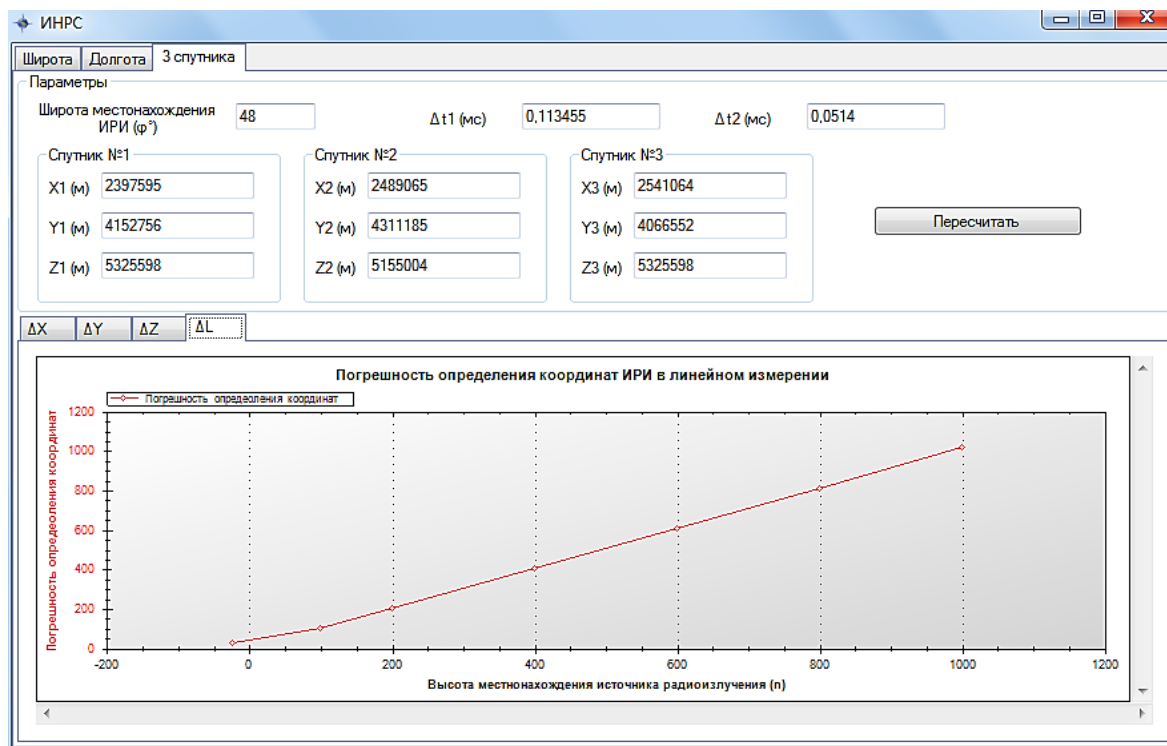 ИНРС
Широта Долгота 3 спутника
Параметры
Широта местонахождения ИРИ (φ°) 48 Δt1 (мс) 0,113455 Δt2 (мс) 0,0514
Спутник №1 Спутник №2 Спутник №3
X1 (м) 2397595 X2 (м) 2489065 X3 (м) 2541064
Y1 (м) 4152756 Y2 (м) 4311185 Y3 (м) 4066552
Пересчитать
Z1 (м) 5325598 Z2 (м) 5155004 Z3 (м) 5325598
ΔX ΔY ΔZ ΔL
Погрешность определения координат ИРИ в линейном измерении
Погрешность опредеоления координат
Погрешность опредеоления координат
1200
1000
800
600
400
200
0
-200 0 200 400 600 800 1000 1200
Высота местнонахождения источника радиоизлучения (п)